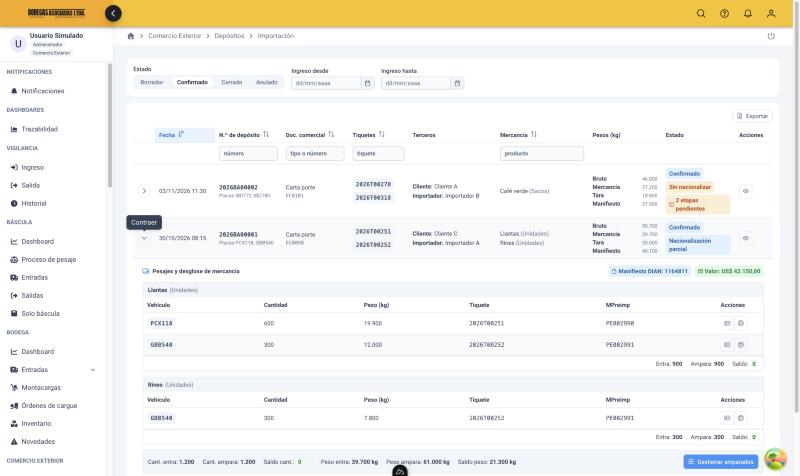 BODEGAS ASOCIADAS LTDA.
U
Usuario Simulado
Administrador
Comercio Exterior
NOTIFICACIONES
Notificaciones
DASHBOARDS
Trazabilidad
VIGILANCIA
Ingreso
Salida
Historial
BÁSCULA
Dashboard
Proceso de pesaje
Entradas
Salidas
Solo báscula
BODEGA
Dashboard
Entradas
Montacargas
Órdenes de cargue
Inventario
Novedades
COMERCIO EXTERIOR
Comercio Exterior > Depósitos > Importación
Estado
Borrador Confirmado Cerrado Anulado
Ingreso desde
dd/mm/aaaa
Ingreso hasta
dd/mm/aaaa
Exportar
Fecha N.º de depósito Doc. comercial Tiquetes Terceros Mercancía Pesos (kg) Estado Acciones
número tipo o número tiquete producto
03/11/2026 11:30
2026BA00002
Placas IBD772, IBD780
Carta porte
EC0101
2026T00270
2026T00318
Cliente: Cliente A
Importador: Importador B
Café verde (Sacos)
Bruto 46.000
Mercancía 27.200
Tara 18.800
Manifiesto 27.000
Confirmado
Sin nacionalizar
2 etapas pendientes
Contraer
30/10/2026 08:15
2026BA00001
Placas PCX118, GBB540
Carta porte
EC0098
2026T00251
2026T00252
Cliente: Cliente C
Importador: Importador A
Llantas (Unidades)
Rines (Unidades)
Bruto 59.700
Mercancía 39.700
Tara 20.000
Manifiesto 40.100
Confirmado
Nacionalización parcial
Pesajes y desglose de mercancía
Manifiesto DIAN: 1164811
Valor: US$ 42.150,00
Llantas (Unidades)
Vehículo Cantidad Peso (kg) Tiquete MPreimp Acciones
PCX118 600 19.900 2026T00251 PE002990
GBB540 300 12.000 2026T00252 PE002991
Entra: 900 Ampara: 900 Saldo: 0
Rines (Unidades)
Vehículo Cantidad Peso (kg) Tiquete MPreimp Acciones
GBB540 300 7.800 2026T00252 PE002991
Entra: 300 Ampara: 300 Saldo: 0
Cant. entra: 1.200 Cant. ampara: 1.200 Saldo cant.: 0 Peso entra: 39.700 kg Peso ampara: 61.000 kg Saldo peso: 21.300 kg
Gestionar amparados